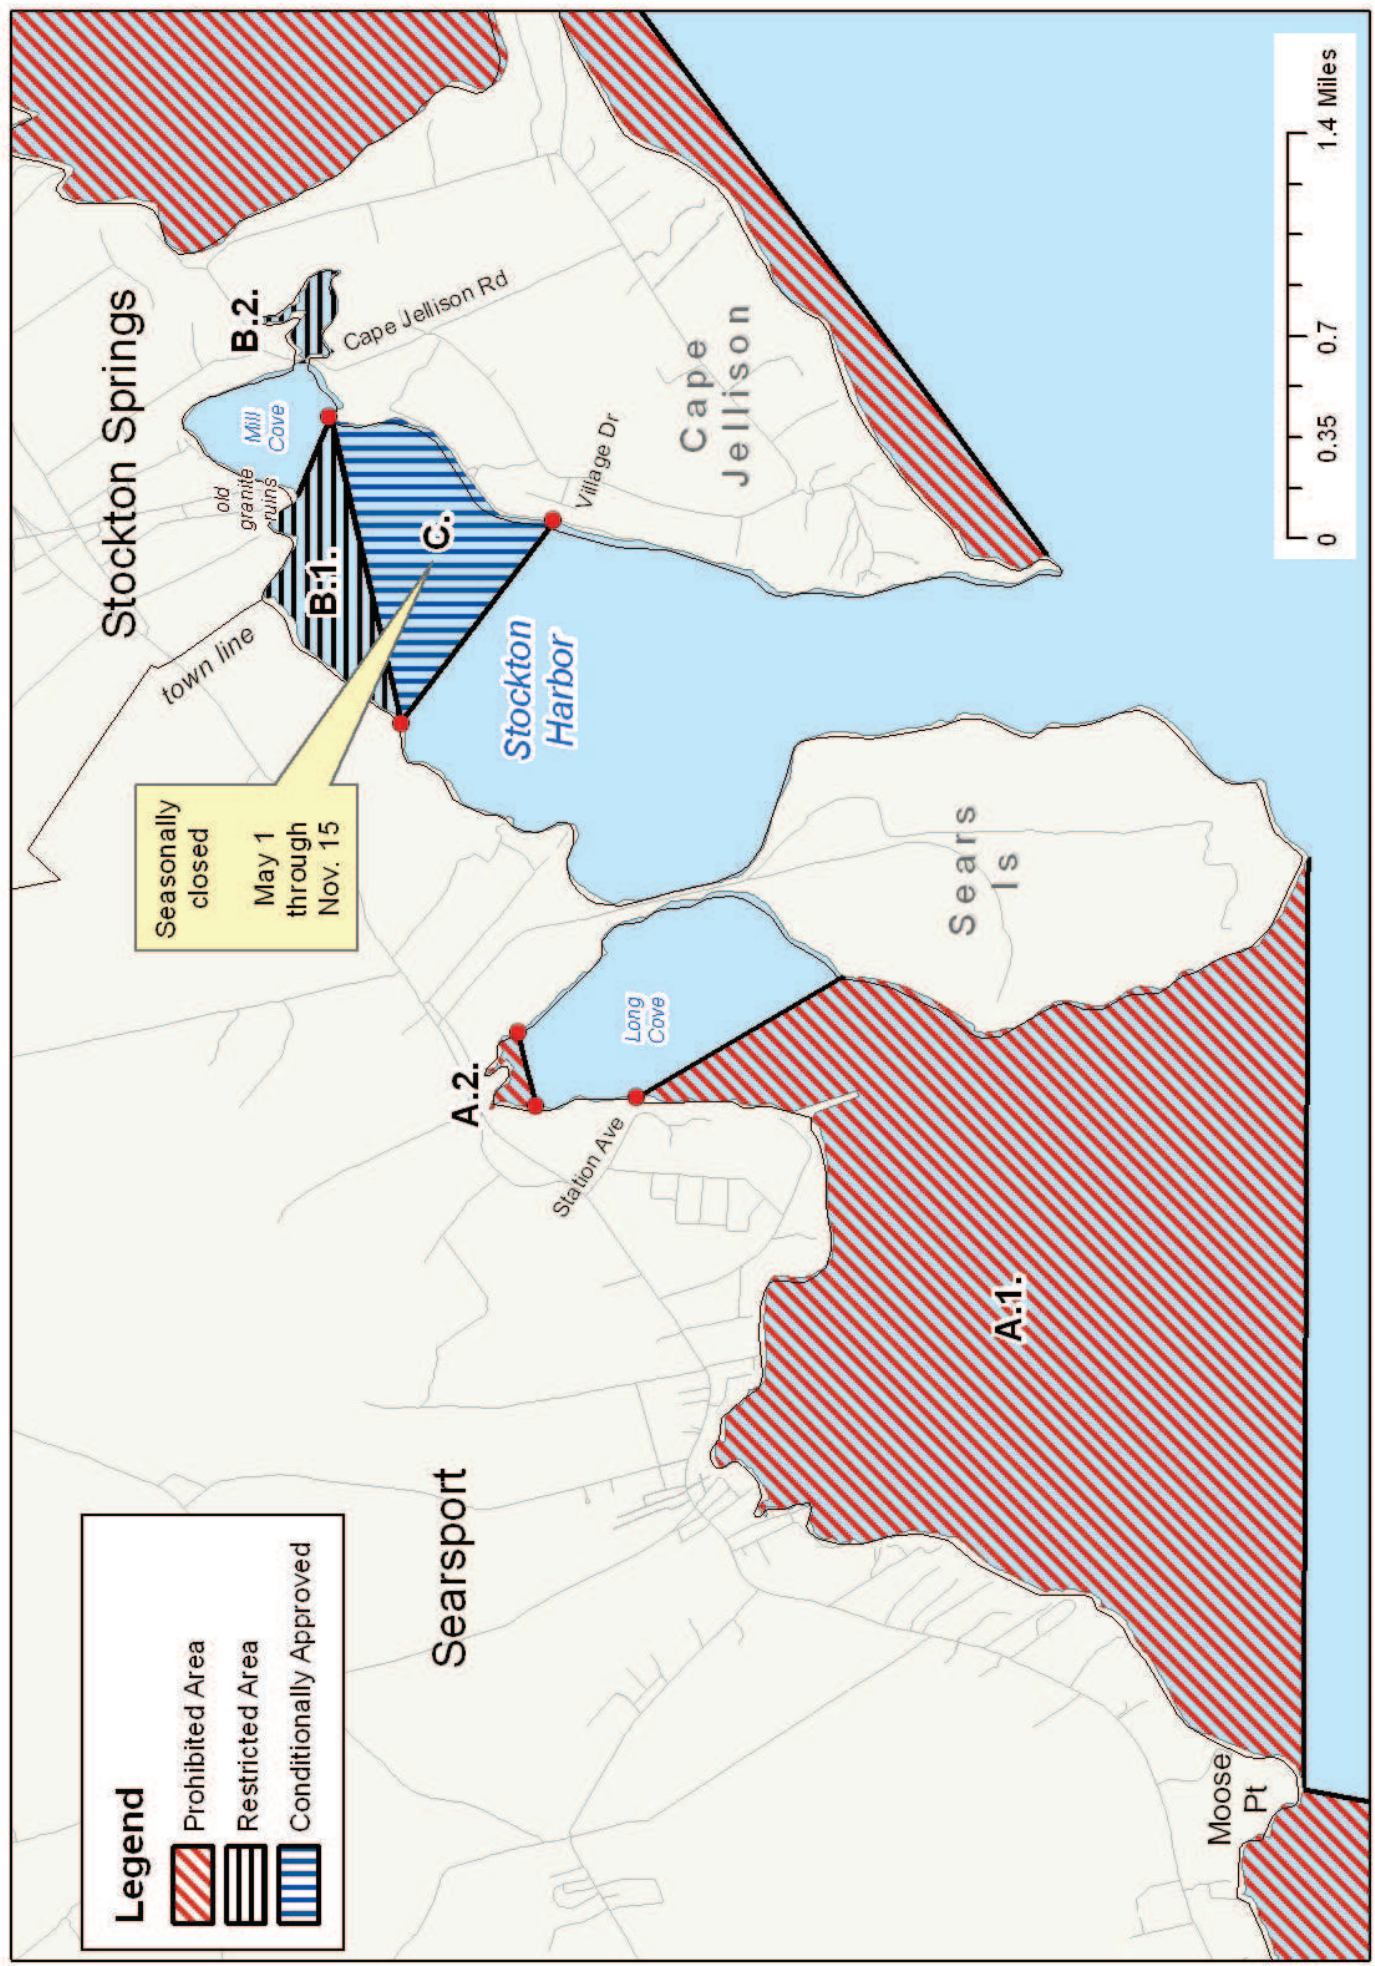 Legend
Prohibited Area
Restricted Area
Conditionally Approved
Seasonally
closed
May 1
through
Nov. 15
Stockton Springs
town line
old
granite
ruins
Mill
Cove
B.2.
B.1.
C.
Cape Jellison Rd
Village Dr
Cape
Jellison
Stockton
Harbor
Searsport
A.2.
Station Ave
Long
Cove
Sears
Is
A.1.
Moose
Pt
0
0.35
0.7
1.4 Miles